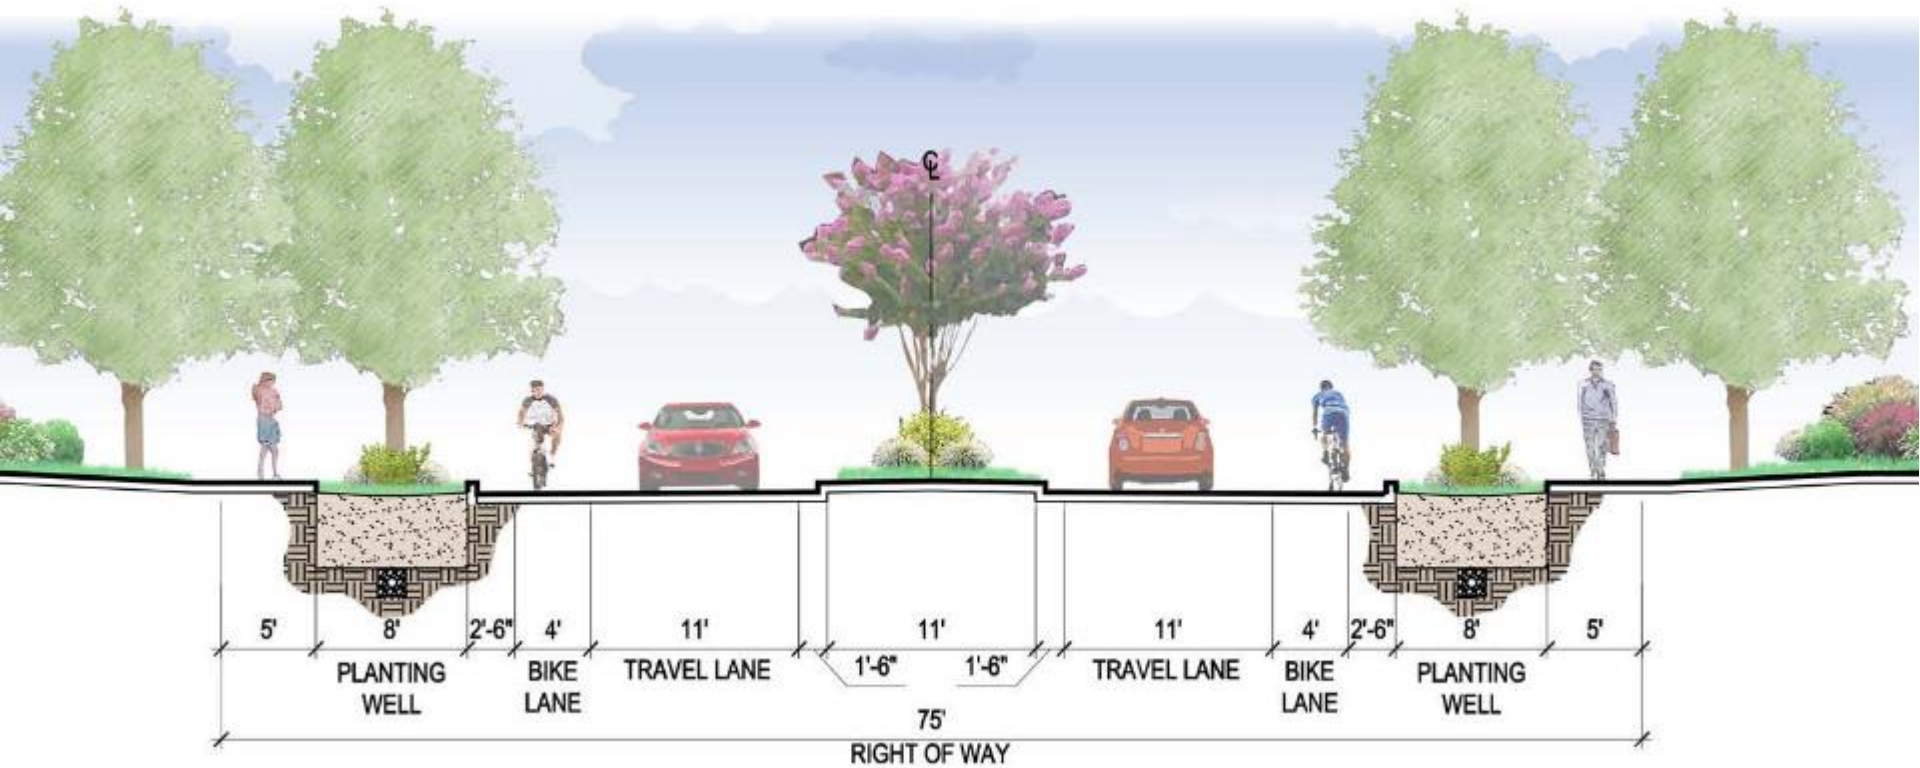 ℄
5' 8' 2'-6" 4' 11' 11' 11' 4' 2'-6" 8' 5'
PLANTING WELL
BIKE LANE
TRAVEL LANE
1'-6" 1'-6"
TRAVEL LANE
BIKE LANE
PLANTING WELL
75'
RIGHT OF WAY